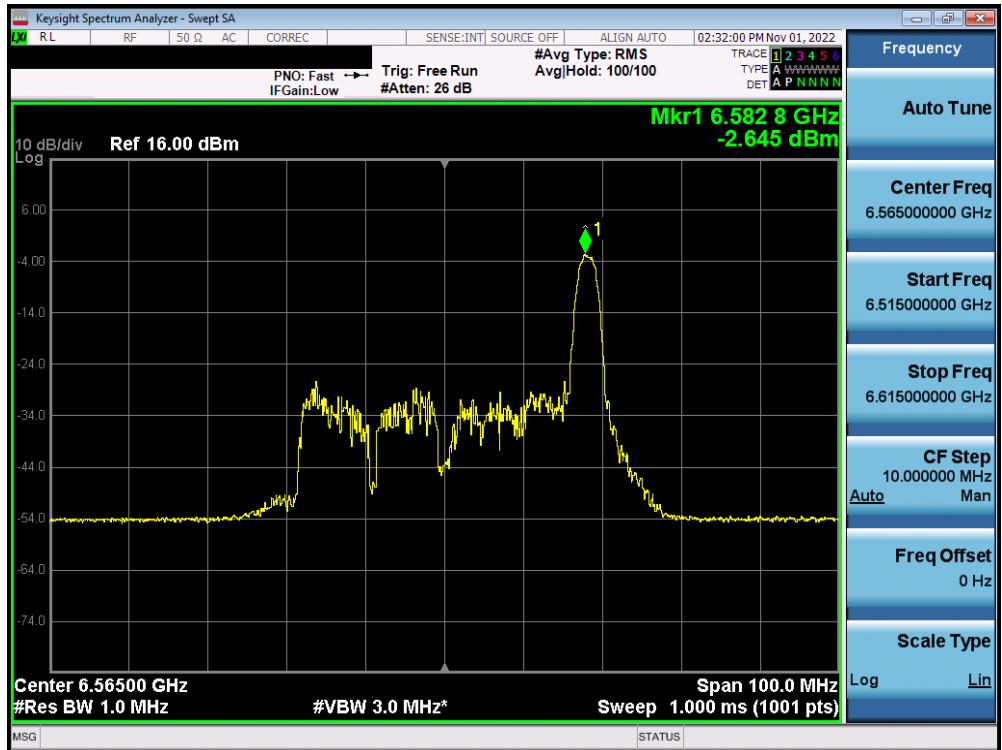 Keysight Spectrum Analyzer - Swept SA
LXI RL RF 50 Ω AC CORREC SENSE:INT SOURCE OFF ALIGN AUTO 02:32:00 PM Nov 01, 2022
PNO: Fast
IFGain:Low
Trig: Free Run
#Atten: 26 dB
#Avg Type: RMS
Avg|Hold: 100/100
TRACE 1 2 3 4 5 6
TYPE A WWWWW
DET A P N N N N
Mkr1 6.582 8 GHz
-2.645 dBm
10 dB/div Ref 16.00 dBm
Log
6.00
-4.00
-14.0
-24.0
-34.0
-44.0
-54.0
-64.0
-74.0
1
Center 6.56500 GHz Span 100.0 MHz
#Res BW 1.0 MHz #VBW 3.0 MHz* Sweep 1.000 ms (1001 pts)
MSG STATUS
Frequency
Auto Tune
Center Freq
6.565000000 GHz
Start Freq
6.515000000 GHz
Stop Freq
6.615000000 GHz
CF Step
10.000000 MHz
Auto Man
Freq Offset
0 Hz
Scale Type
Log Lin